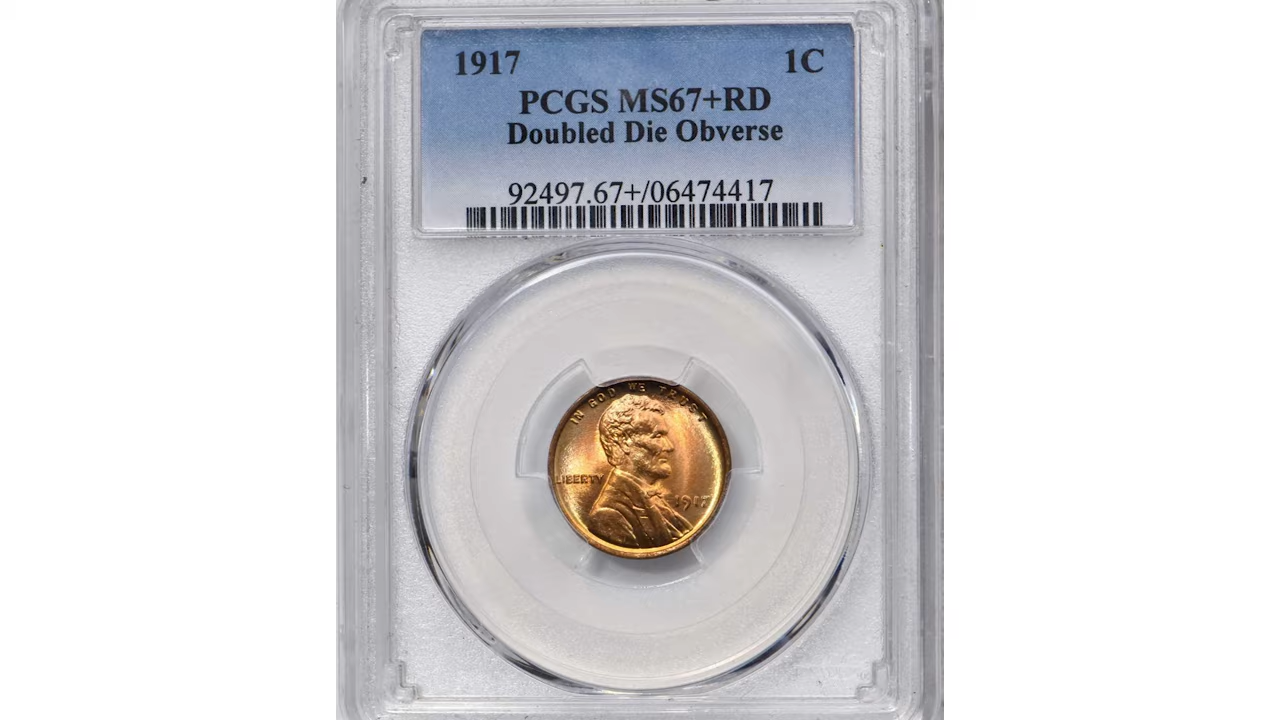 1917 1C
PCGS MS67+RD
Doubled Die Obverse
92497.67+/06474417
IN GOD WE TRUST
LIBERTY
1917